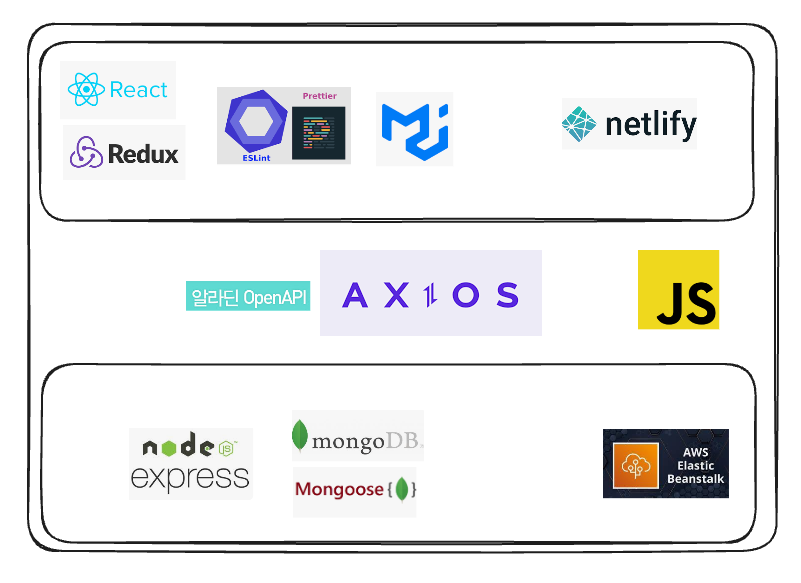 React
Redux
Prettier
ESLint
netlify
알라딘 OpenAPI
AXIOS
JS
node
JS
express
mongoDB
Mongoose{ }
AWS
Elastic
Beanstalk